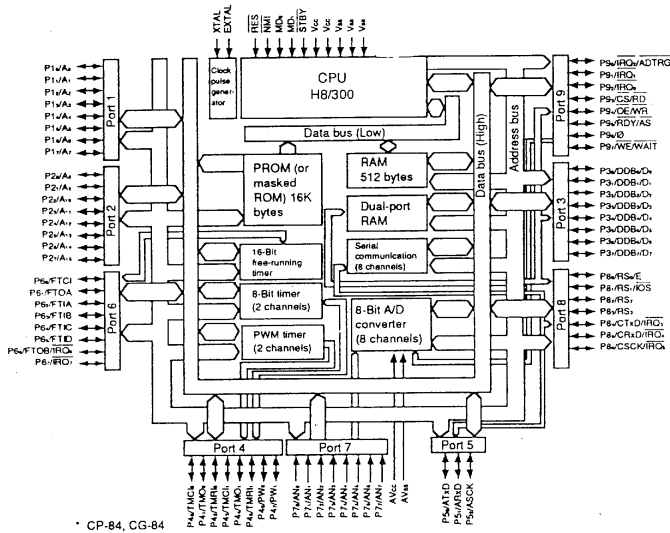 XTAL
EXTAL
RES
NMI
MD₀
MD₁
STBY
Vcc
Vcc
Vss
Vss
Vss
Clock pulse gener-ator
CPU
H8/300
Data bus (Low)
Data bus (High)
Address bus
PROM (or
masked
ROM) 16K
bytes
RAM
512 bytes
Dual-port
RAM
16-Bit
free-running
timer
Serial
communication
(8 channels)
8-Bit timer
(2 channels)
8-Bit A/D
converter
(8 channels)
PWM timer
(2 channels)
Port 1
P1₀/A₀
P1₁/A₁
P1₂/A₂
P1₃/A₃
P1₄/A₄
P1₅/A₅
P1₆/A₆
P1₇/A₇
Port 2
P2₀/A₈
P2₁/A₉
P2₂/A₁₀
P2₃/A₁₁
P2₄/A₁₂
P2₅/A₁₃
P2₆/A₁₄
P2₇/A₁₅
Port 6
P6₀/FTCI
P6₁/FTOA
P6₂/FTIA
P6₃/FTIB
P6₄/FTIC
P6₅/FTID
P6₆/FTOB/IRQ₆
P6₇/IRQ₇
Port 9
P9₀/IRQ₂/ADTRG
P9₁/IRQ₁
P9₂/IRQ₀
P9₃/CS/RD
P9₄/OE/WR
P9₅/RDY/AS
P9₆/Ø
P9₇/WE/WAIT
Port 3
P3₀/DDB₀/D₀
P3₁/DDB₁/D₁
P3₂/DDB₂/D₂
P3₃/DDB₃/D₃
P3₄/DDB₄/D₄
P3₅/DDB₅/D₅
P3₆/DDB₆/D₆
P3₇/DDB₇/D₇
Port 8
P8₀/RS₀/E
P8₁/RS₁/IOS
P8₂/RS₂
P8₃/RS₃
P8₄/CTxD/IRQ₃
P8₅/CRxD/IRQ₄
P8₆/CSCK/IRQ₅
Port 4
P4₀/TMCI₀
P4₁/TMO₀
P4₂/TMRI₀
P4₃/TMCI₁
P4₄/TMO₁
P4₅/TMRI₁
P4₆/PW₀
P4₇/PW₁
Port 7
P7₀/AN₀
P7₁/AN₁
P7₂/AN₂
P7₃/AN₃
P7₄/AN₄
P7₅/AN₅
P7₆/AN₆
P7₇/AN₇
AVcc
AVss
Port 5
P5₀/ATxD
P5₁/ARxD
P5₂/ASCK
* CP-84, CG-84